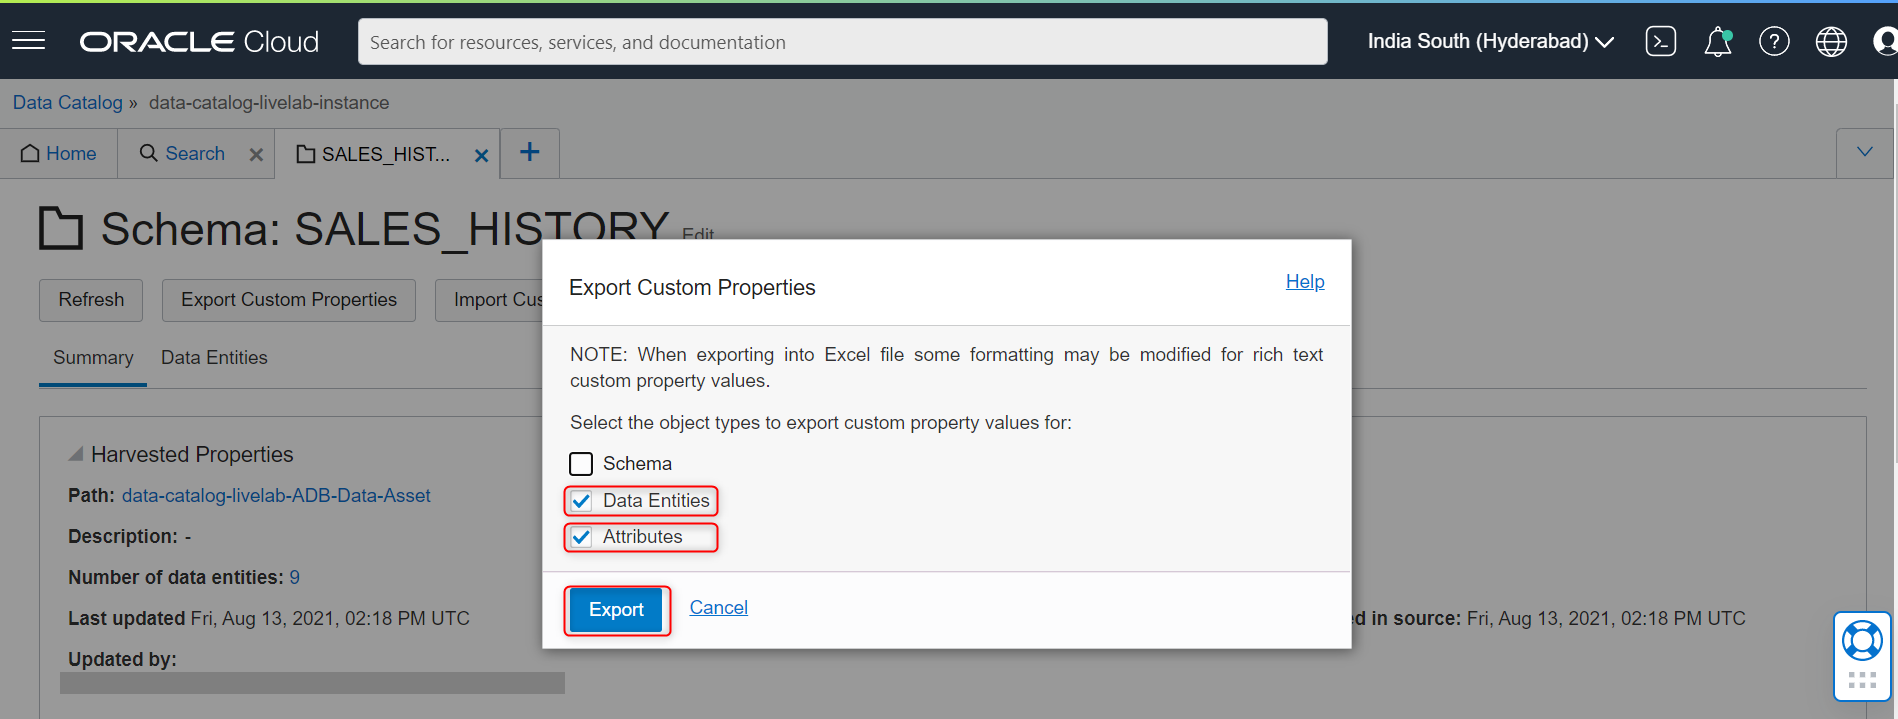 ORACLE Cloud
Search for resources, services, and documentation
India South (Hyderabad)
Data Catalog » data-catalog-livelab-instance
Home
Search
SALES_HIST...
Schema: SALES_HISTORY Edit
Refresh
Export Custom Properties
Import Cus
Summary
Data Entities
Harvested Properties
Path: data-catalog-livelab-ADB-Data-Asset
Description: -
Number of data entities: 9
Last updated Fri, Aug 13, 2021, 02:18 PM UTC
Updated by:
Export Custom Properties
Help
NOTE: When exporting into Excel file some formatting may be modified for rich text
custom property values.
Select the object types to export custom property values for:
Schema
Data Entities
Attributes
Export
Cancel
d in source: Fri, Aug 13, 2021, 02:18 PM UTC